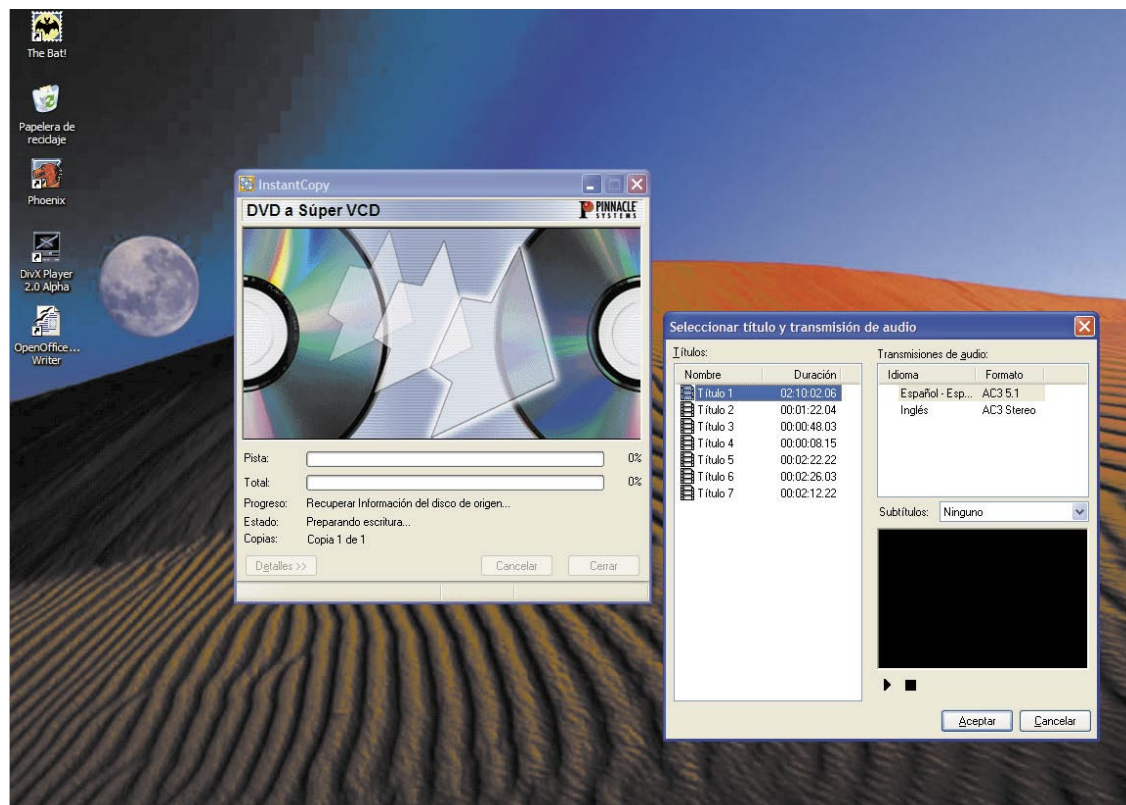 The Bat!
Papelera de
reciclaje
Phoenix
DivX Player
2.0 Alpha
OpenOffice...
Writer
InstantCopy
DVD a Súper VCD
PINNACLE
SYSTEMS
Pista: 0%
Total: 0%
Progreso: Recuperar Información del disco de origen...
Estado: Preparando escritura...
Copias: Copia 1 de 1
Detalles >> Cancelar Cerrar
Seleccionar título y transmisión de audio
Títulos:
Nombre Duración
Título 1 02:10:02.06
Título 2 00:01:22.04
Título 3 00:00:48.03
Título 4 00:00:08.15
Título 5 00:02:22.22
Título 6 00:02:26.03
Título 7 00:02:12.22
Transmisiones de audio:
Idioma Formato
Español - Esp... AC3 5.1
Inglés AC3 Stereo
Subtítulos: Ninguno
Aceptar Cancelar